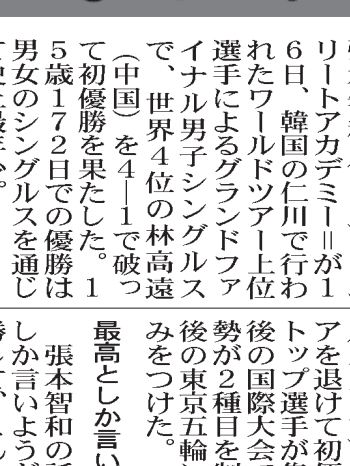 リートアカデミー＝が１
６日、韓国の仁川で行わ
れたワールドツアー上位
選手によるグランドファ
イナル男子シングルス
で、世界４位の林高遠
（中国）を４―１で破っ
て初優勝を果たした。１
５歳１７２日での優勝は
男女のシングルスを通じ
アを退けて初
トップ選手が
後の国際大会で
勢が２種目を制
後の東京五輪
みをつけた。
最高としか言い
張本智和の
しか言いようが